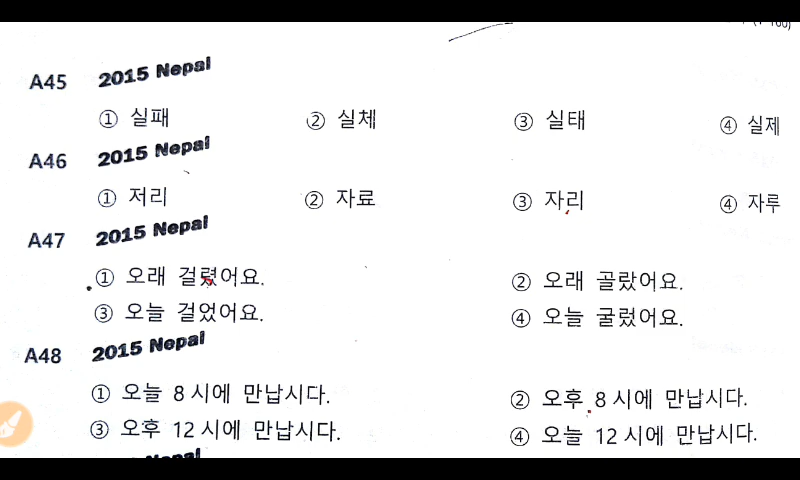 A45 2015 Nepal
① 실패 ② 실체 ③ 실태 ④ 실제
A46 2015 Nepal
① 저리 ② 자료 ③ 자리 ④ 자루
A47 2015 Nepal
① 오래 걸렸어요. ② 오래 골랐어요.
③ 오늘 걸었어요. ④ 오늘 굴렀어요.
A48 2015 Nepal
① 오늘 8시에 만납시다. ② 오후 8시에 만납시다.
③ 오후 12시에 만납시다. ④ 오늘 12시에 만납시다.
Nepal